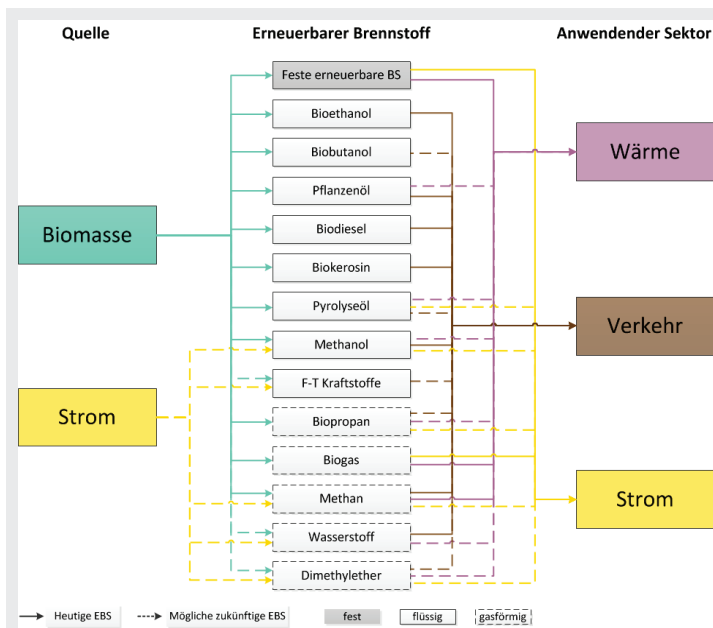 Quelle
Erneuerbarer Brennstoff
Anwendender Sektor
Feste erneuerbare BS
Bioethanol
Biobutanol
Wärme
Pflanzenöl
Biomasse
Biodiesel
Biokerosin
Pyrolyseöl
Verkehr
Methanol
F-T Kraftstoffe
Strom
Biopropan
Biogas
Methan
Strom
Wasserstoff
Dimethylether
Heutige EBS
Mögliche zukünftige EBS
fest
flüssig
gasförmig